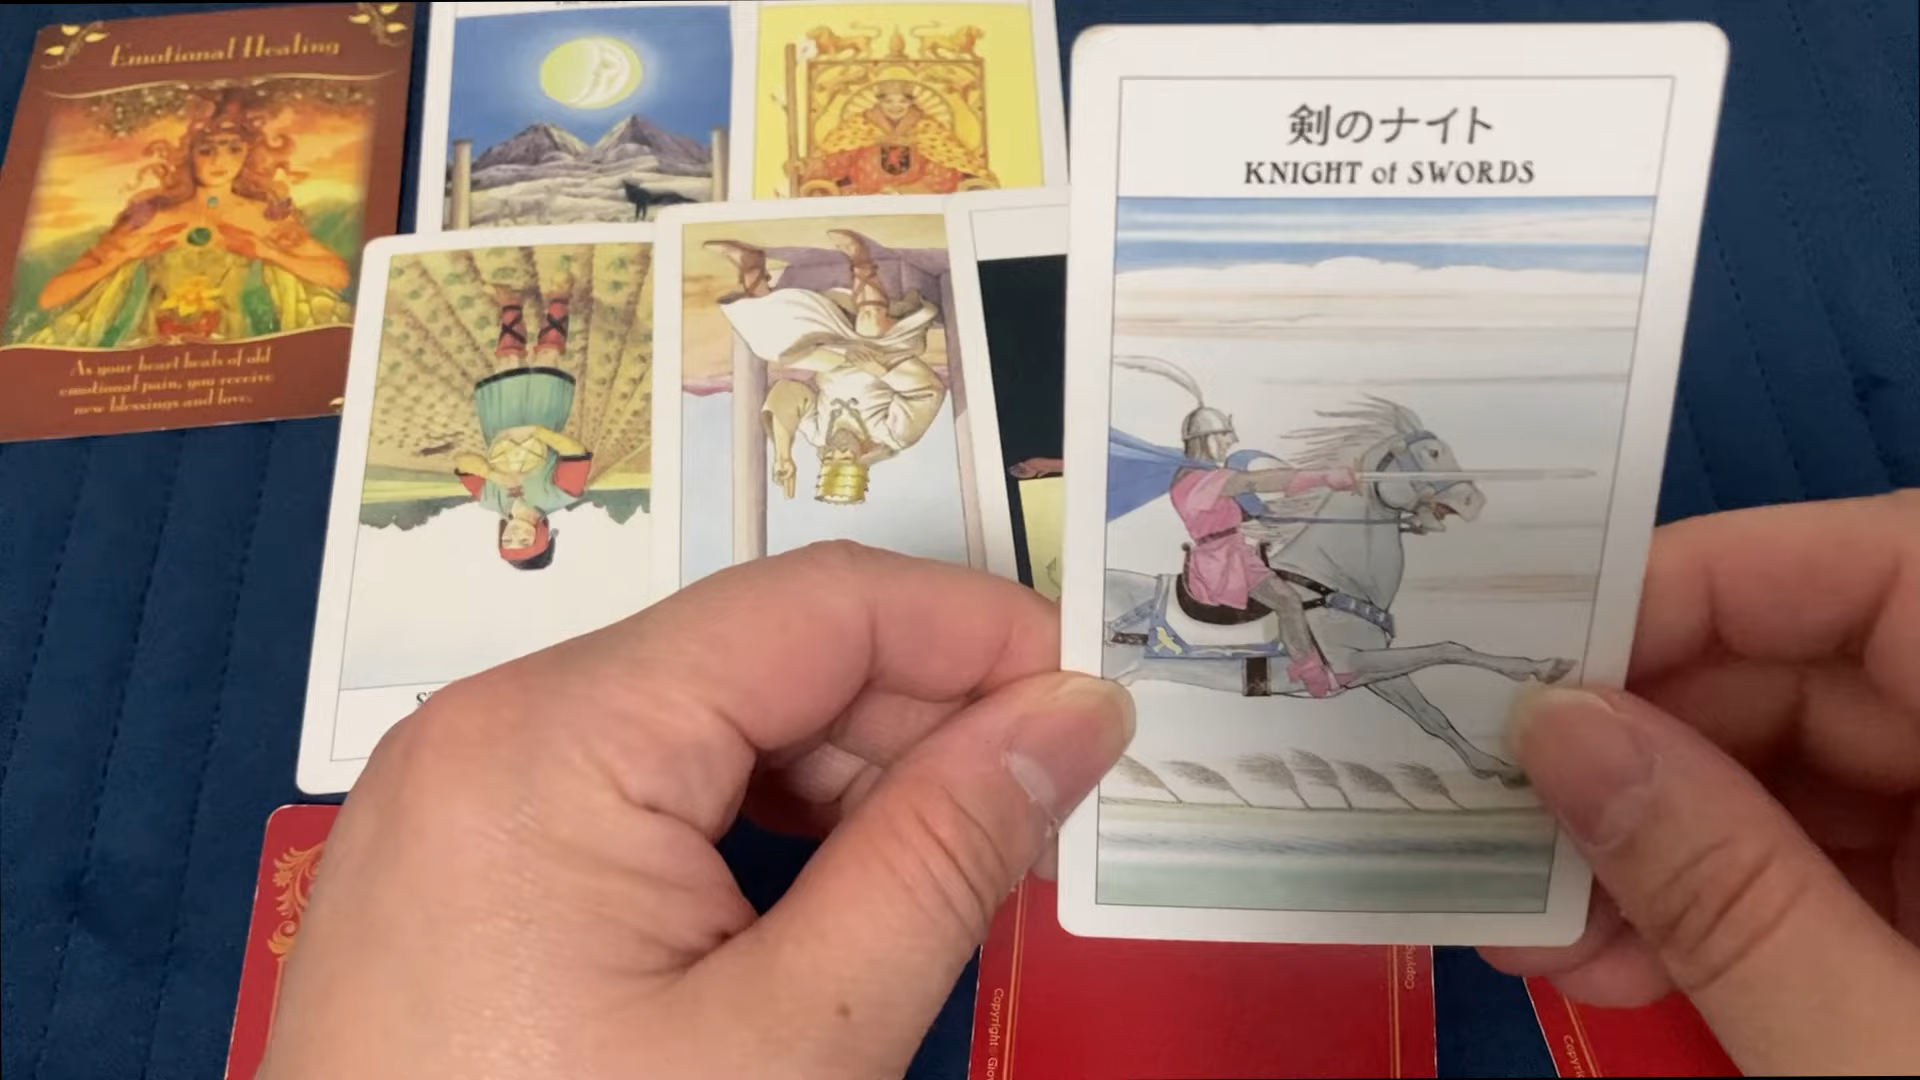 Emotional Healing
As your heart heals of old
emotional pain, you receive
new blessings and love.
剣のナイト
KNIGHT of SWORDS
Copyright